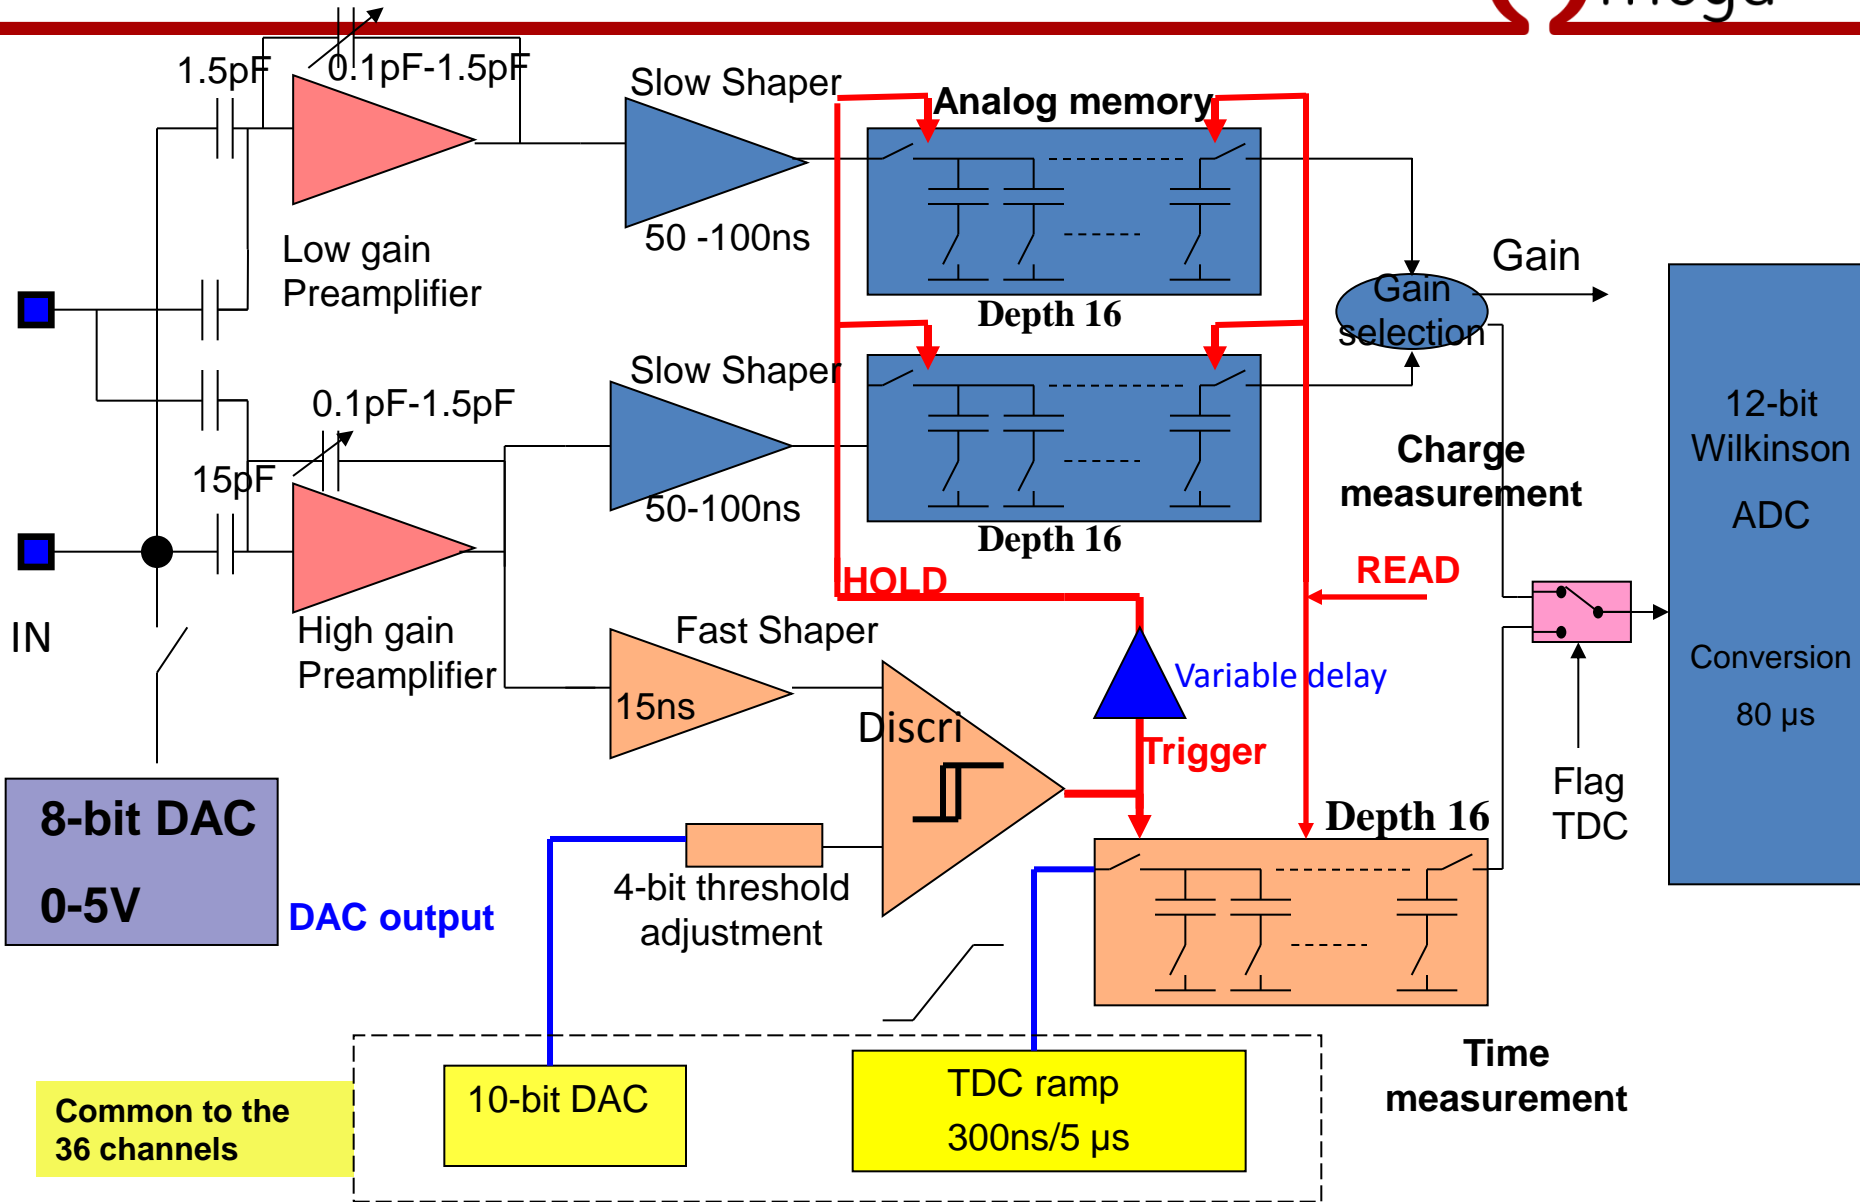 1.5pF
0.1pF-1.5pF
Slow Shaper
Analog memory
50 -100ns
Low gain
Preamplifier
Depth 16
Gain
Gain
selection
Slow Shaper
0.1pF-1.5pF
15pF
50-100ns
Depth 16
Charge
measurement
12-bit
Wilkinson
ADC
Conversion
80 µs
HOLD
READ
IN
High gain
Preamplifier
Fast Shaper
15ns
Variable delay
Discri
Trigger
Flag
TDC
Depth 16
8-bit DAC
0-5V
DAC output
4-bit threshold
adjustment
Time
measurement
Common to the
36 channels
10-bit DAC
TDC ramp
300ns/5 µs